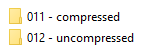 011 - compressed
012 - uncompressed